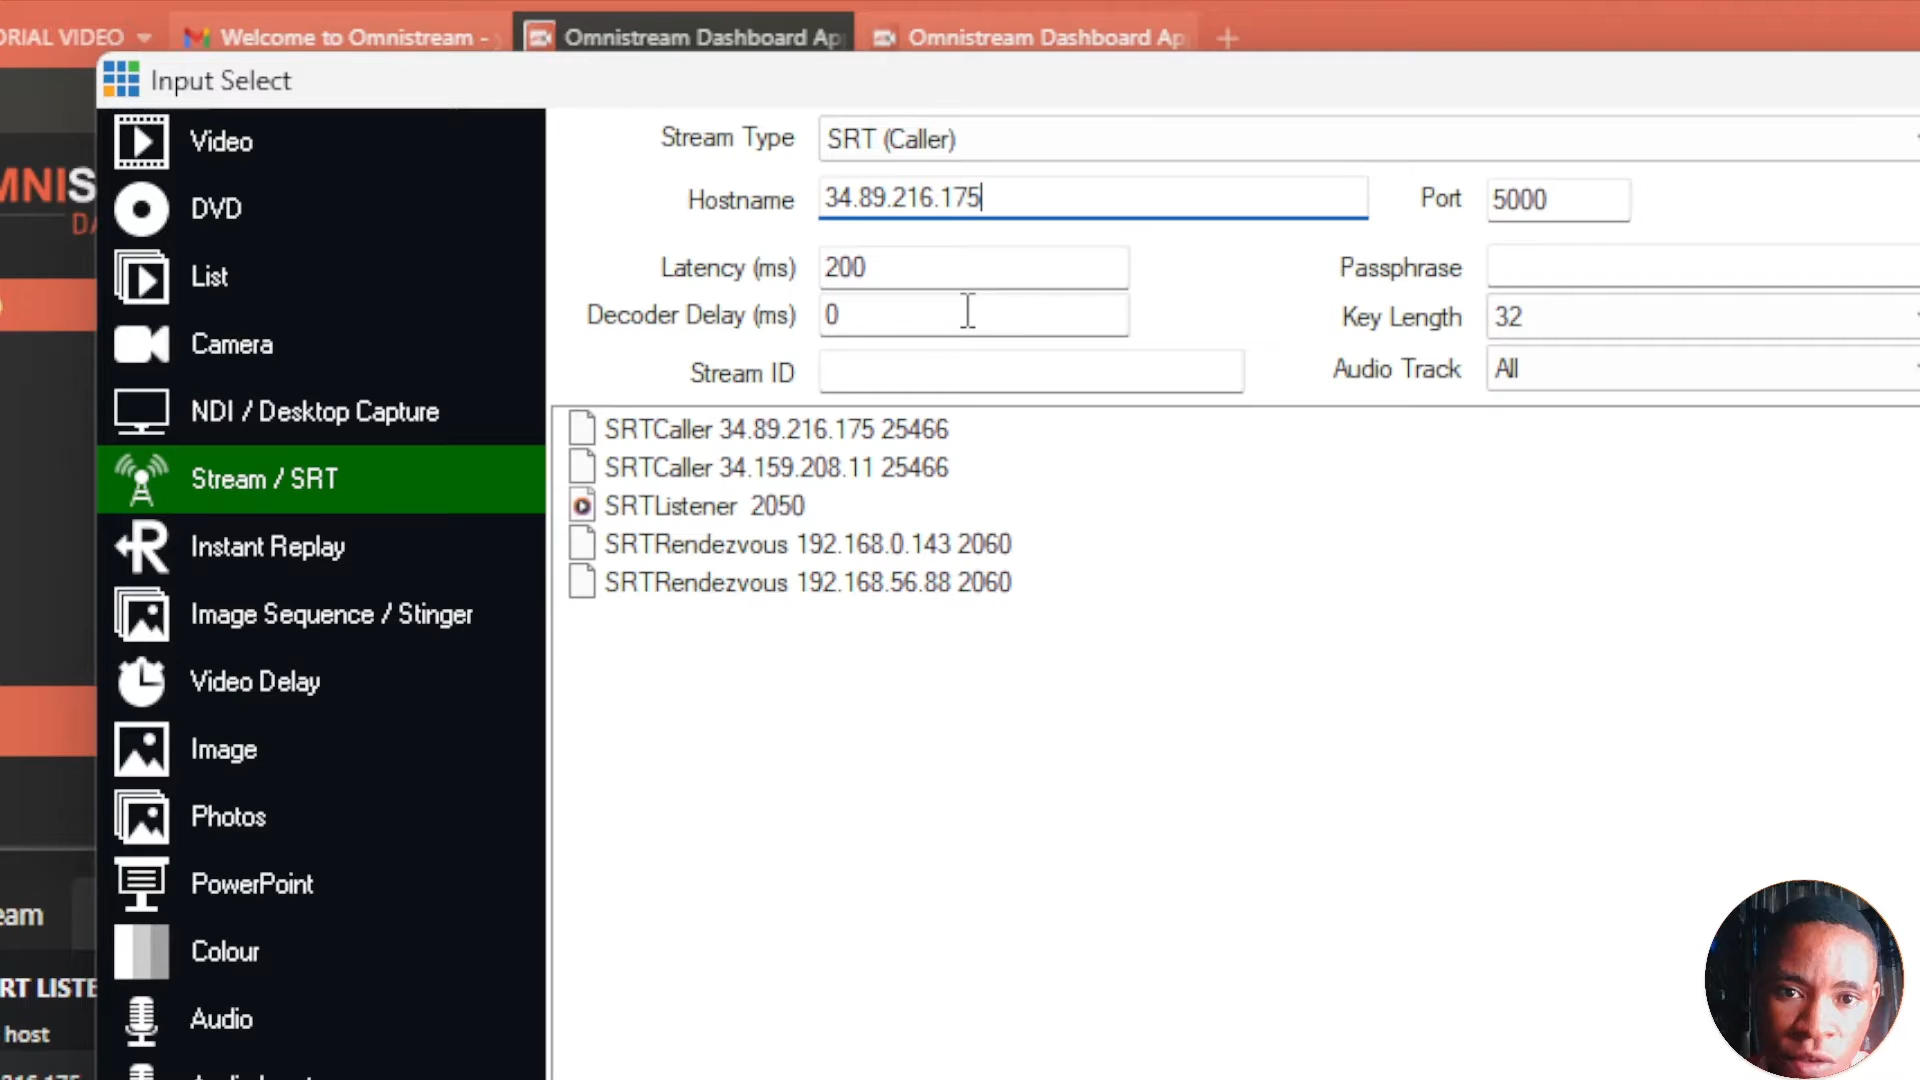 ORIAL VIDEO
Welcome to Omnistream -
Omnistream Dashboard Ap
Omnistream Dashboard Ap
Input Select
MNIS
DA
Video
DVD
List
Camera
NDI / Desktop Capture
Stream / SRT
Instant Replay
Image Sequence / Stinger
Video Delay
Image
Photos
PowerPoint
Colour
Audio
Stream Type SRT (Caller)
Hostname 34.89.216.175 Port 5000
Latency (ms) 200 Passphrase
Decoder Delay (ms) 0 Key Length 32
Stream ID Audio Track All
SRTCaller 34.89.216.175 25466
SRTCaller 34.159.208.11 25466
SRTListener 2050
SRTRendezvous 192.168.0.143 2060
SRTRendezvous 192.168.56.88 2060
eam
RT LISTE
host